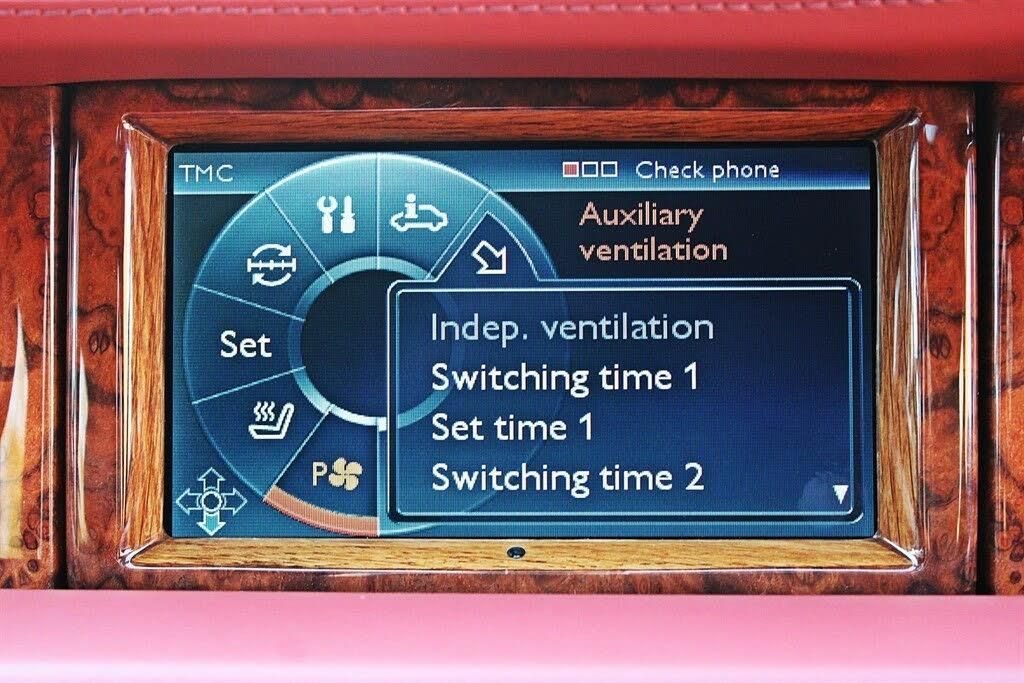 TMC
Check phone
Auxiliary
ventilation
Indep. ventilation
Switching time 1
Set time 1
Switching time 2
Set
P